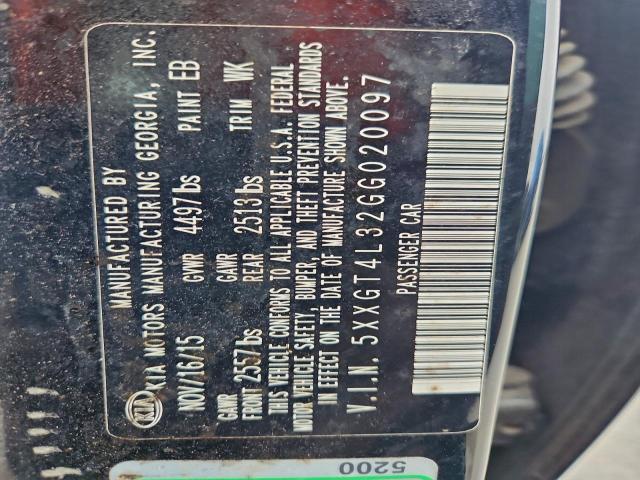 MANUFACTURED BY
KIA KIA MOTORS MANUFACTURING GEORGIA, INC.
NOV/16/15 GVWR 4497lbs PAINT EB
GAWR FRONT 2557lbs GAWR REAR 2513lbs TRIM WK
THIS VEHICLE CONFORMS TO ALL APPLICABLE U.S.A. FEDERAL
MOTOR VEHICLE SAFETY, BUMPER, AND THEFT PREVENTION STANDARDS
IN EFFECT ON THE DATE OF MANUFACTURE SHOWN ABOVE.
V.I.N. 5XXGT4L32GG020097
PASSENGER CAR
5200